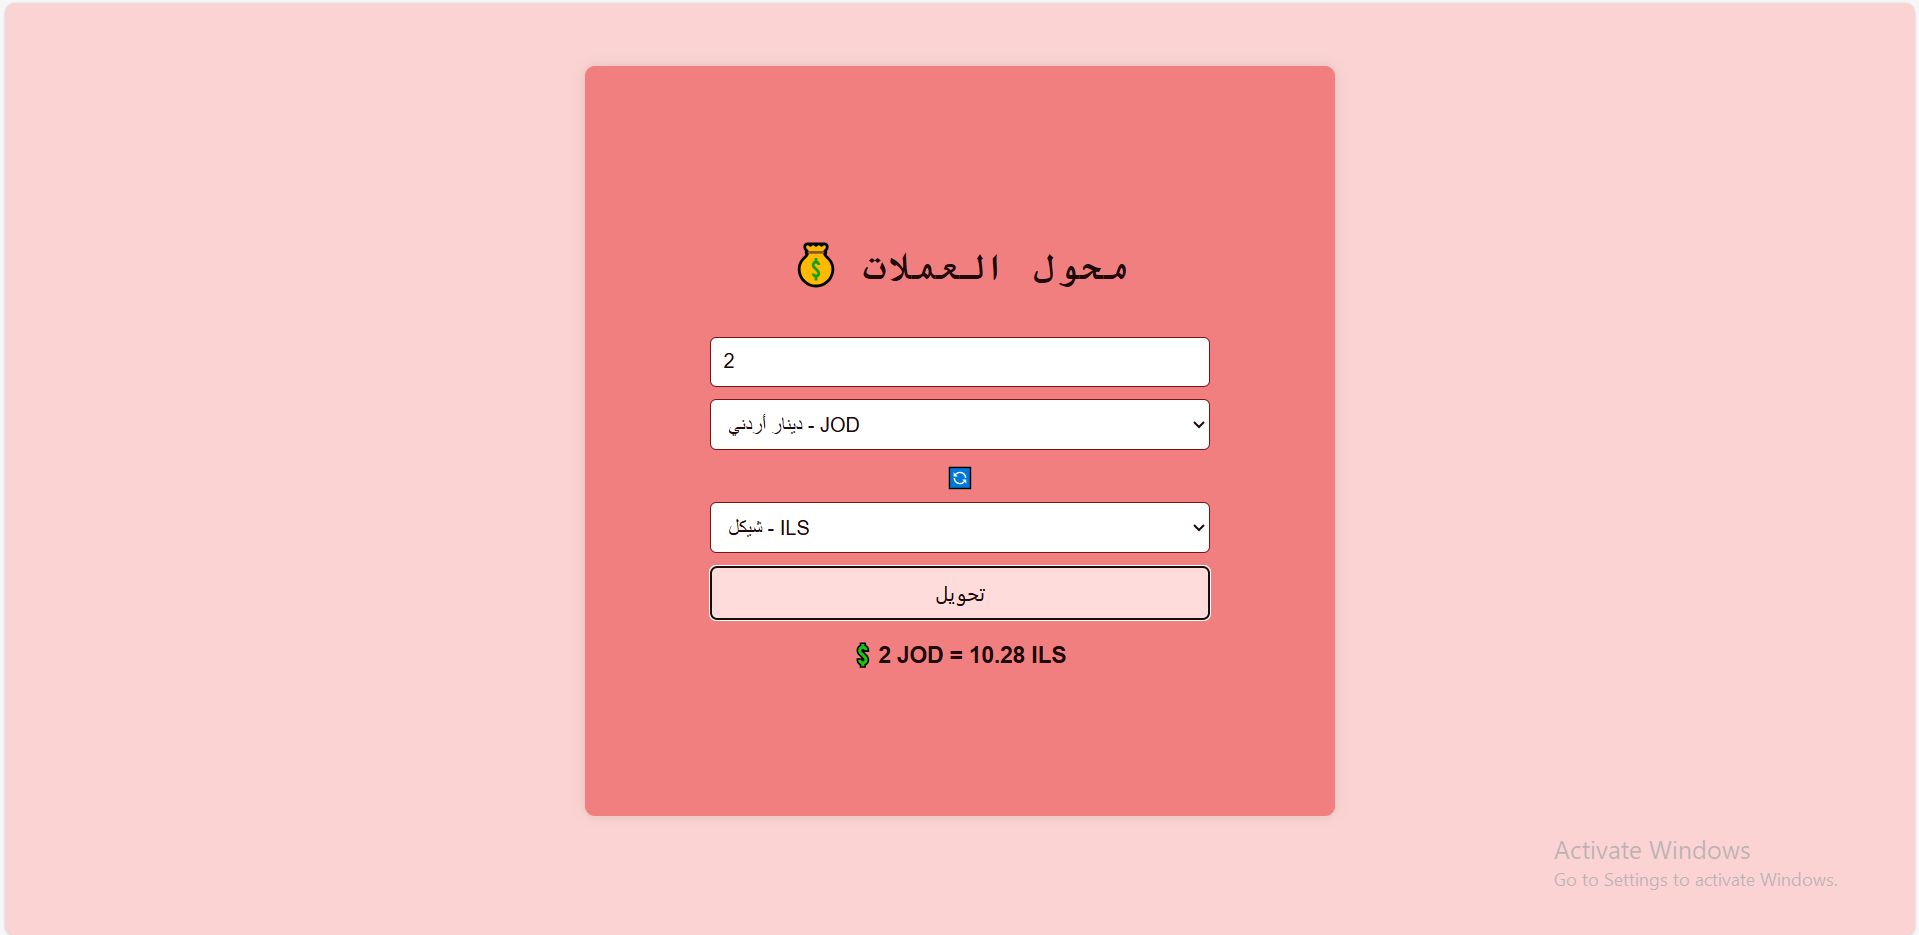 محول العملات 💰
2
دينار أردني - JOD
🔄
شيكل - ILS
تحويل
💲 2 JOD = 10.28 ILS
Activate Windows
Go to Settings to activate Windows.